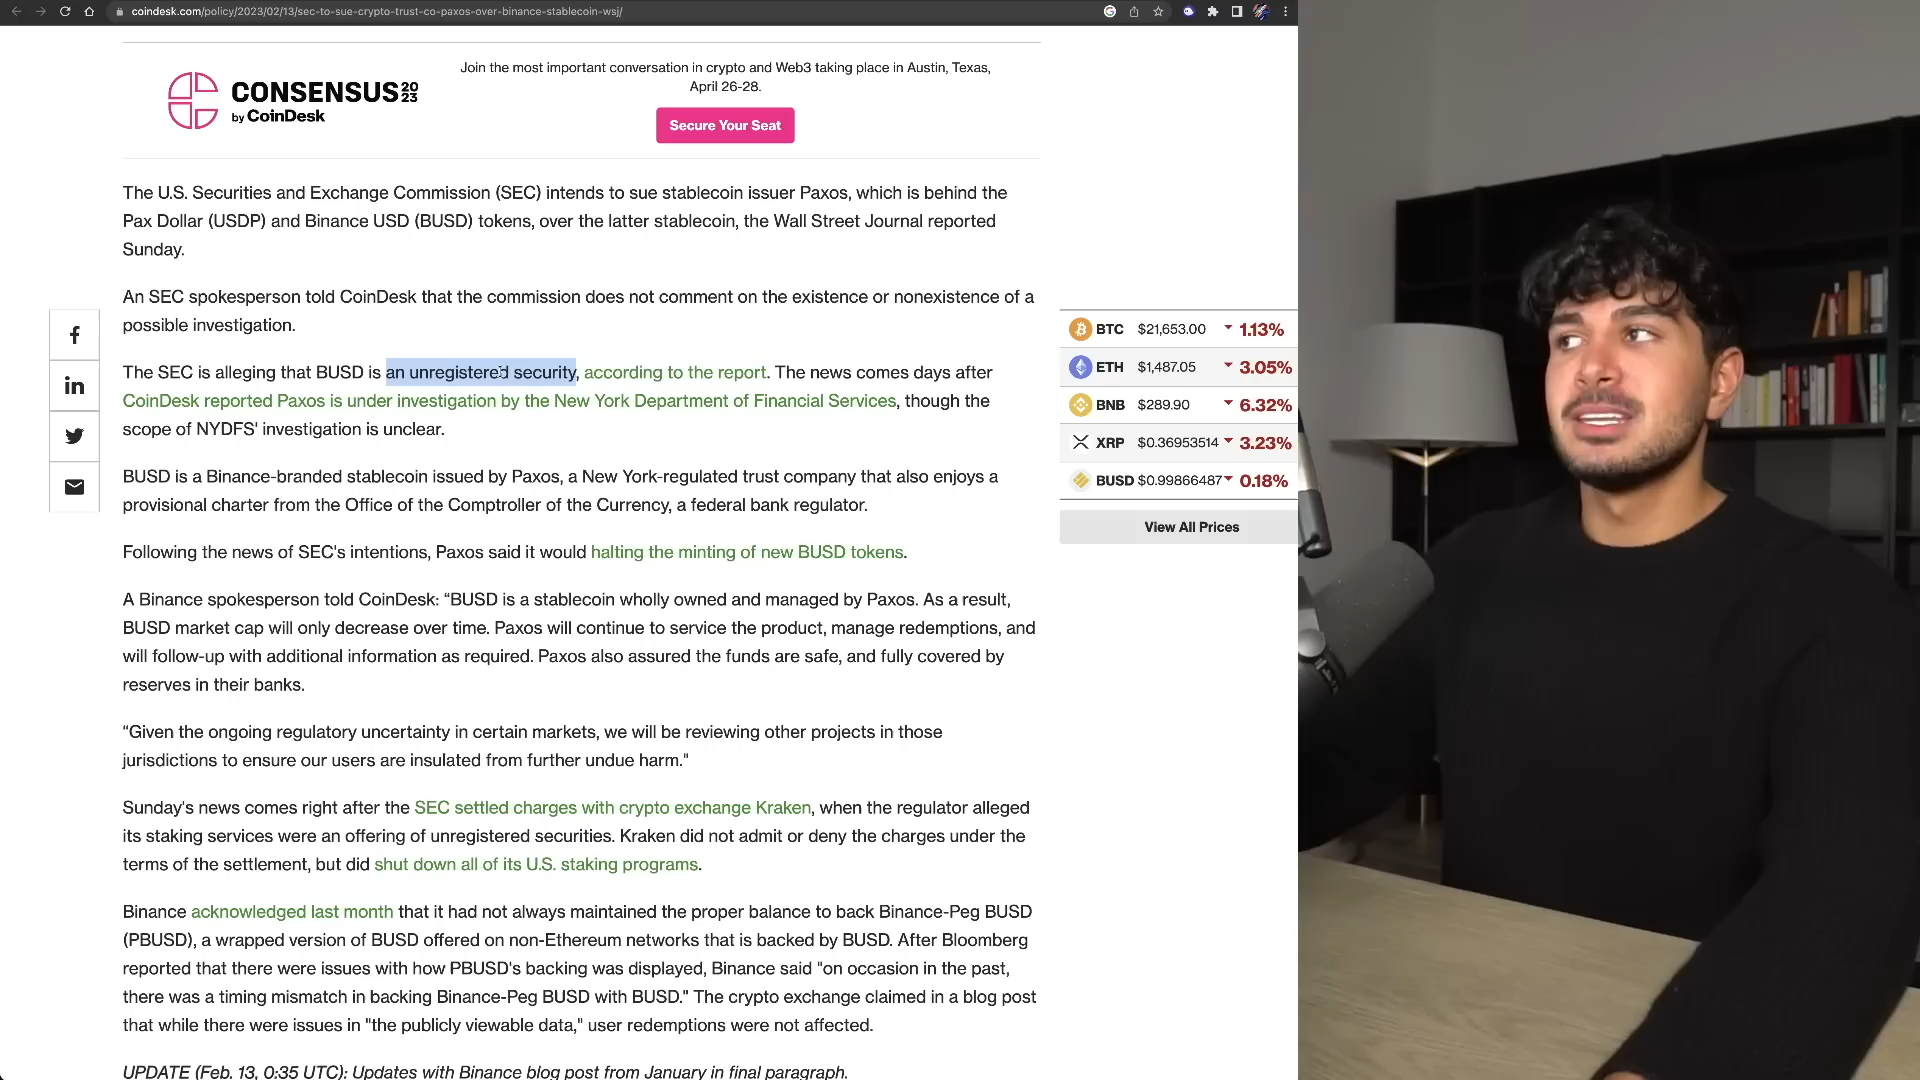 coindesk.com/policy/2023/02/13/sec-to-sue-crypto-trust-co-paxos-over-binance-stablecoin-wsj/
CONSENSUS 2023
by CoinDesk
Join the most important conversation in crypto and Web3 taking place in Austin, Texas,
April 26-28.
Secure Your Seat
The U.S. Securities and Exchange Commission (SEC) intends to sue stablecoin issuer Paxos, which is behind the
Pax Dollar (USDP) and Binance USD (BUSD) tokens, over the latter stablecoin, the Wall Street Journal reported
Sunday.
An SEC spokesperson told CoinDesk that the commission does not comment on the existence or nonexistence of a
possible investigation.
The SEC is alleging that BUSD is an unregistered security, according to the report. The news comes days after
CoinDesk reported Paxos is under investigation by the New York Department of Financial Services, though the
scope of NYDFS' investigation is unclear.
BUSD is a Binance-branded stablecoin issued by Paxos, a New York-regulated trust company that also enjoys a
provisional charter from the Office of the Comptroller of the Currency, a federal bank regulator.
Following the news of SEC's intentions, Paxos said it would halting the minting of new BUSD tokens.
A Binance spokesperson told CoinDesk: “BUSD is a stablecoin wholly owned and managed by Paxos. As a result,
BUSD market cap will only decrease over time. Paxos will continue to service the product, manage redemptions, and
will follow-up with additional information as required. Paxos also assured the funds are safe, and fully covered by
reserves in their banks.
“Given the ongoing regulatory uncertainty in certain markets, we will be reviewing other projects in those
jurisdictions to ensure our users are insulated from further undue harm."
Sunday's news comes right after the SEC settled charges with crypto exchange Kraken, when the regulator alleged
its staking services were an offering of unregistered securities. Kraken did not admit or deny the charges under the
terms of the settlement, but did shut down all of its U.S. staking programs.
Binance acknowledged last month that it had not always maintained the proper balance to back Binance-Peg BUSD
(PBUSD), a wrapped version of BUSD offered on non-Ethereum networks that is backed by BUSD. After Bloomberg
reported that there were issues with how PBUSD's backing was displayed, Binance said "on occasion in the past,
there was a timing mismatch in backing Binance-Peg BUSD with BUSD." The crypto exchange claimed in a blog post
that while there were issues in "the publicly viewable data," user redemptions were not affected.
UPDATE (Feb. 13, 0:35 UTC): Updates with Binance blog post from January in final paragraph.
BTC $21,653.00 1.13%
ETH $1,487.05 3.05%
BNB $289.90 6.32%
XRP $0.36953514 3.23%
BUSD $0.99866487 0.18%
View All Prices